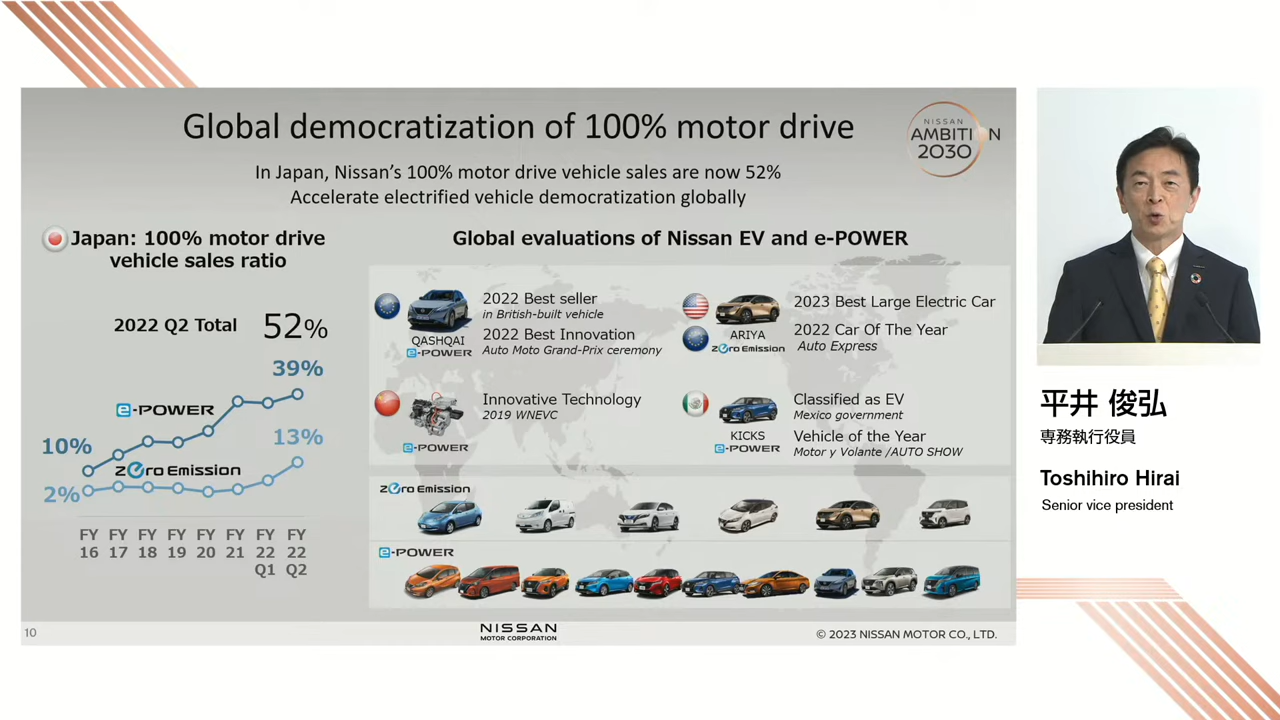 Global democratization of 100% motor drive
NISSAN
AMBITION
2030
In Japan, Nissan's 100% motor drive vehicle sales are now 52%
Accelerate electrified vehicle democratization globally
Japan: 100% motor drive
vehicle sales ratio
2022 Q2 Total 52%
39%
e-POWER
10%
13%
Zero Emission
2%
FY 16
FY 17
FY 18
FY 19
FY 20
FY 21
FY 22 Q1
FY 22 Q2
Global evaluations of Nissan EV and e-POWER
QASHQAI
e-POWER
2022 Best seller
in British-built vehicle
2022 Best Innovation
Auto Moto Grand-Prix ceremony
ARIYA
Zero Emission
2023 Best Large Electric Car
2022 Car Of The Year
Auto Express
e-POWER
Innovative Technology
2019 WNEVC
KICKS
e-POWER
Classified as EV
Mexico government
Vehicle of the Year
Motor y Volante /AUTO SHOW
Zero Emission
e-POWER
10
NISSAN
MOTOR CORPORATION
© 2023 NISSAN MOTOR CO., LTD.
平井 俊弘
専務執行役員
Toshihiro Hirai
Senior vice president